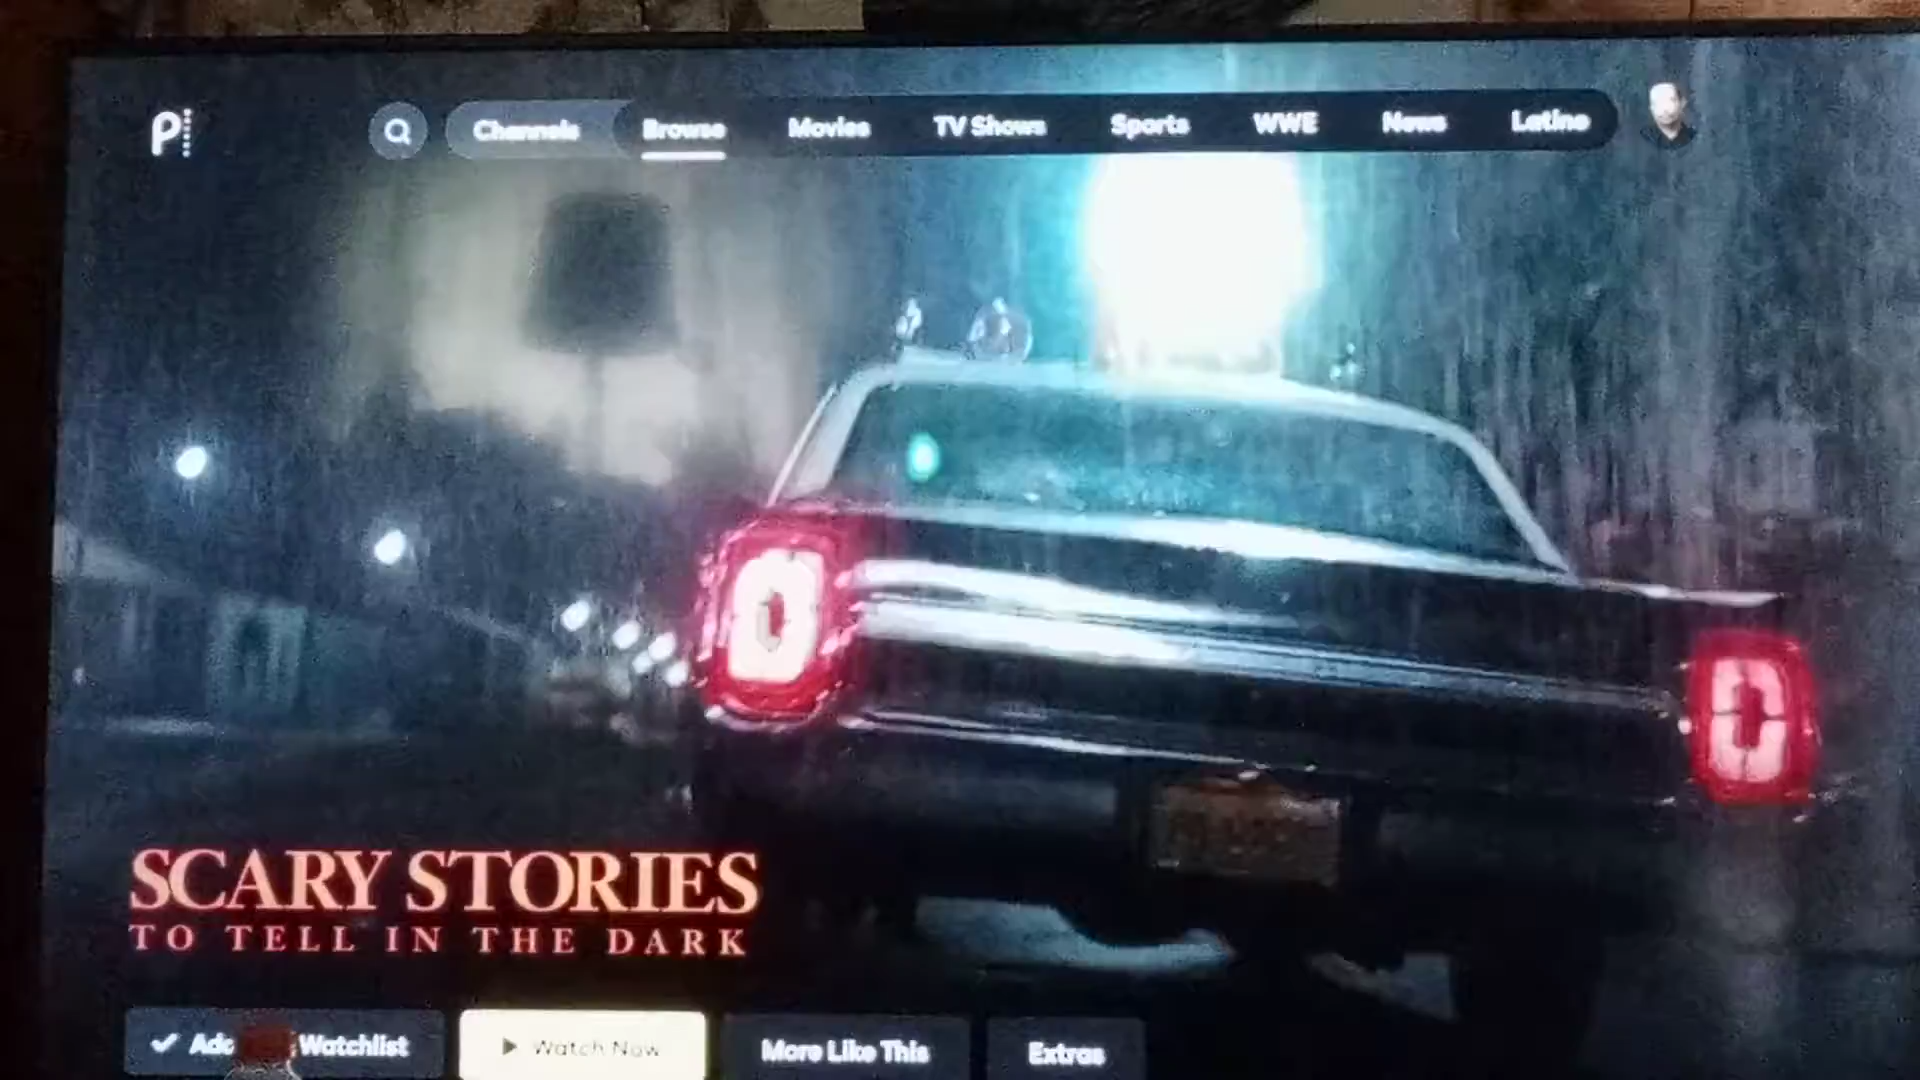 P
Channels Browse Movies TV Shows Sports WWE News Latino
SCARY STORIES
TO TELL IN THE DARK
Watchlist Watch Now More Like This Extras